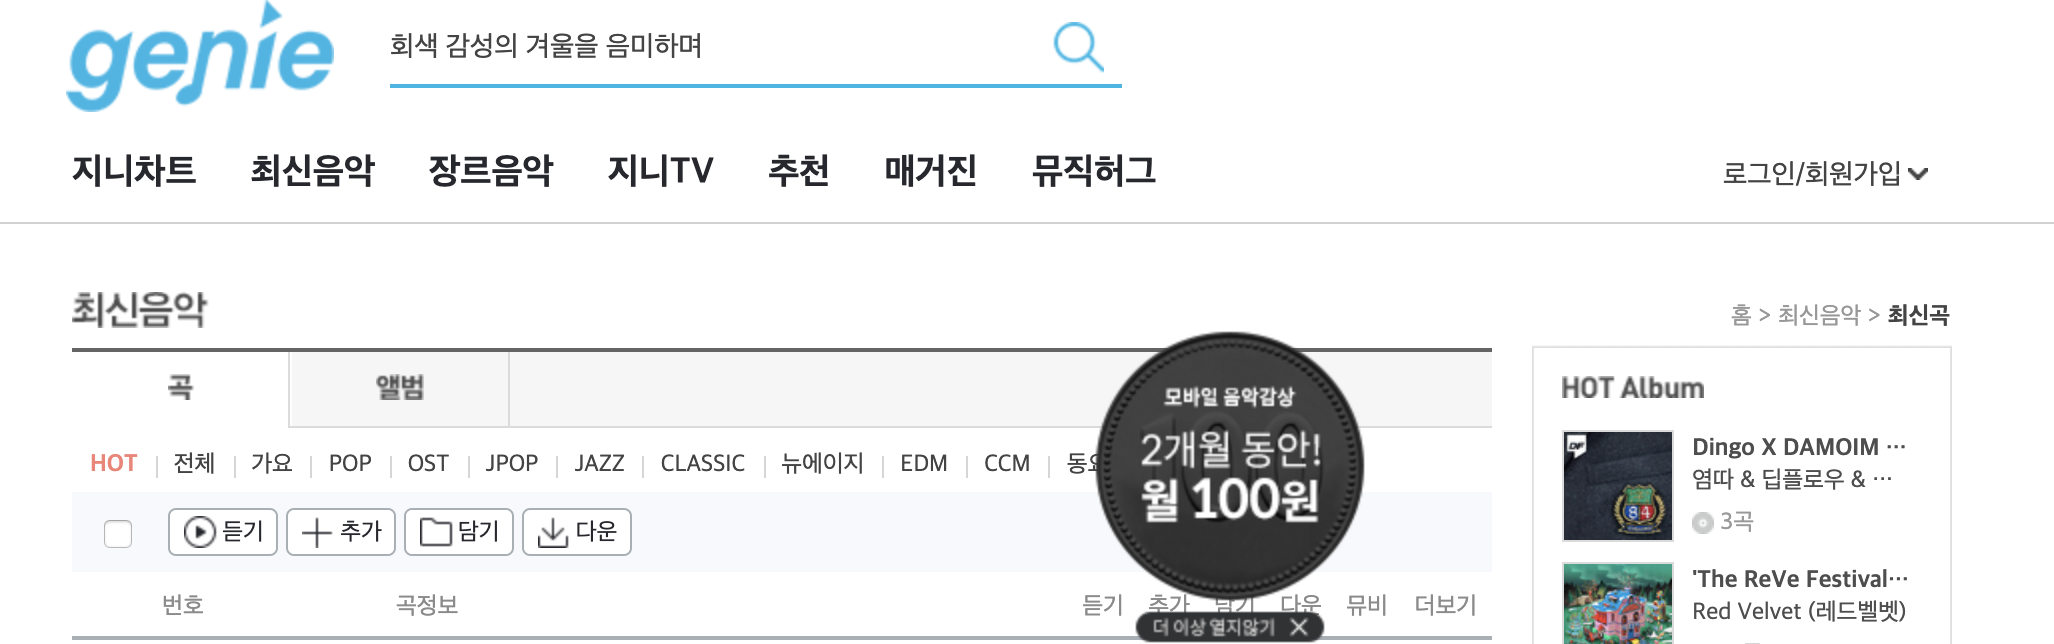 genie
회색 감성의 겨울을 음미하며
지니차트 최신음악 장르음악 지니TV 추천 매거진 뮤직허그
로그인/회원가입
최신음악
홈 > 최신음악 > 최신곡
곡 앨범
HOT 전체 가요 POP OST JPOP JAZZ CLASSIC 뉴에이지 EDM CCM
듣기 추가 담기 다운
번호 곡정보 듣기 추가 담기 다운 뮤비 더보기
모바일 음악감상
2개월 동안!
월 100원
더 이상 열지않기
HOT Album
Dingo X DAMOIM ···
염따 & 딥플로우 & ···
3곡
'The ReVe Festival···
Red Velvet (레드벨벳)